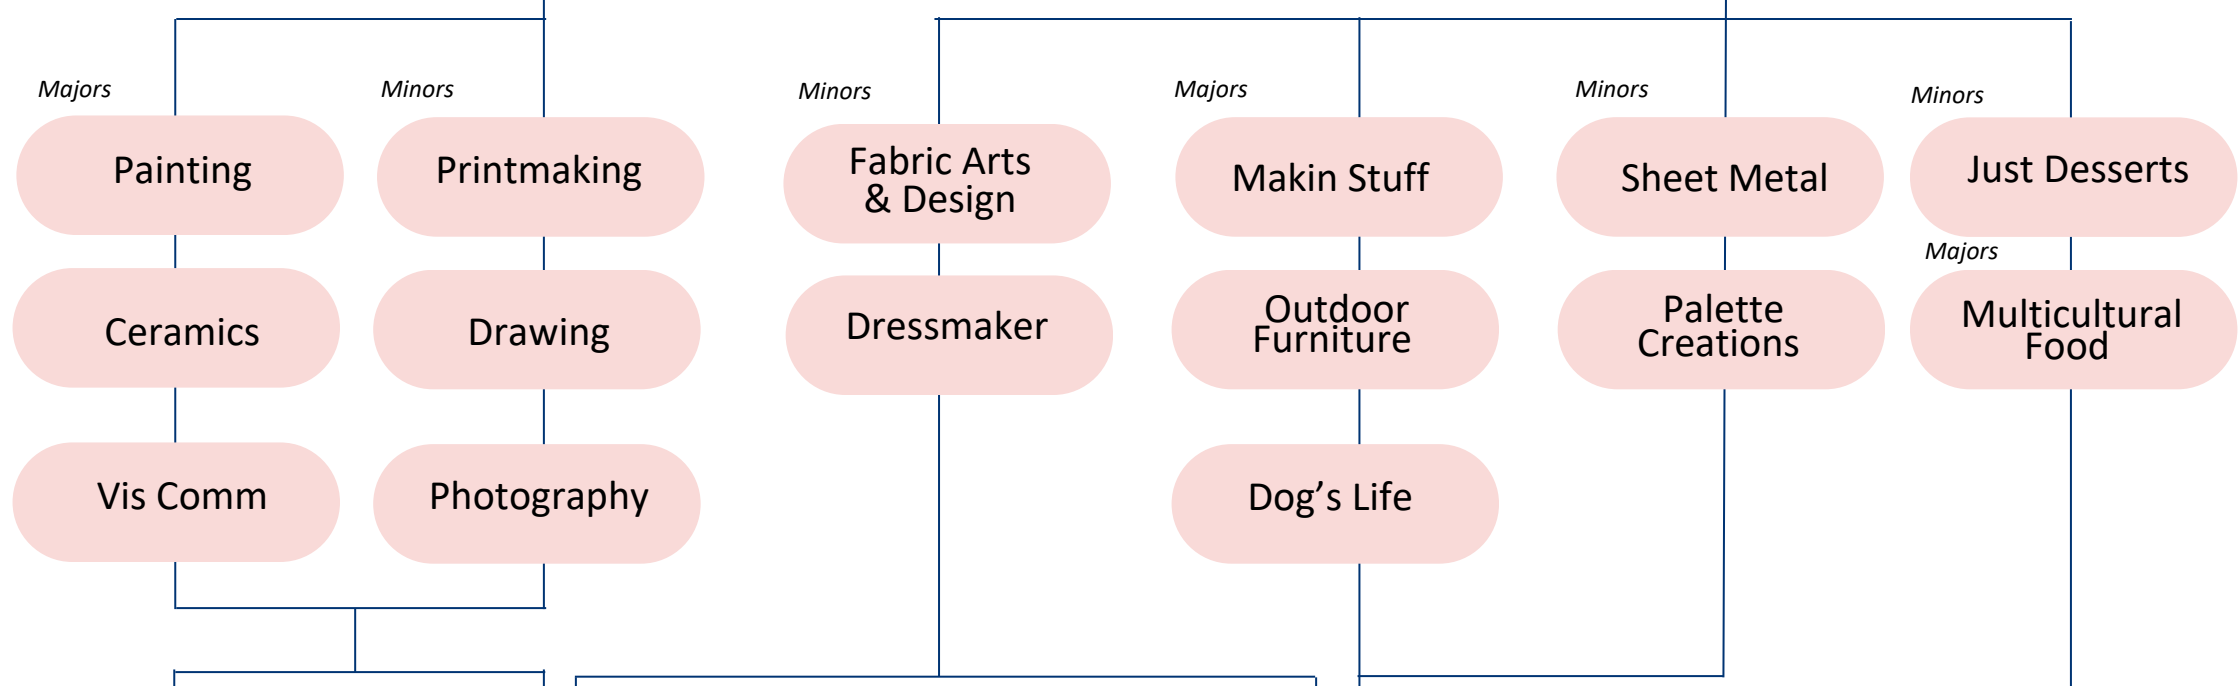 Majors
Minors
Minors
Majors
Minors
Minors
Painting
Printmaking
Fabric Arts
& Design
Makin Stuff
Sheet Metal
Just Desserts
Majors
Ceramics
Drawing
Dressmaker
Outdoor
Furniture
Palette
Creations
Multicultural
Food
Vis Comm
Photography
Dog’s Life